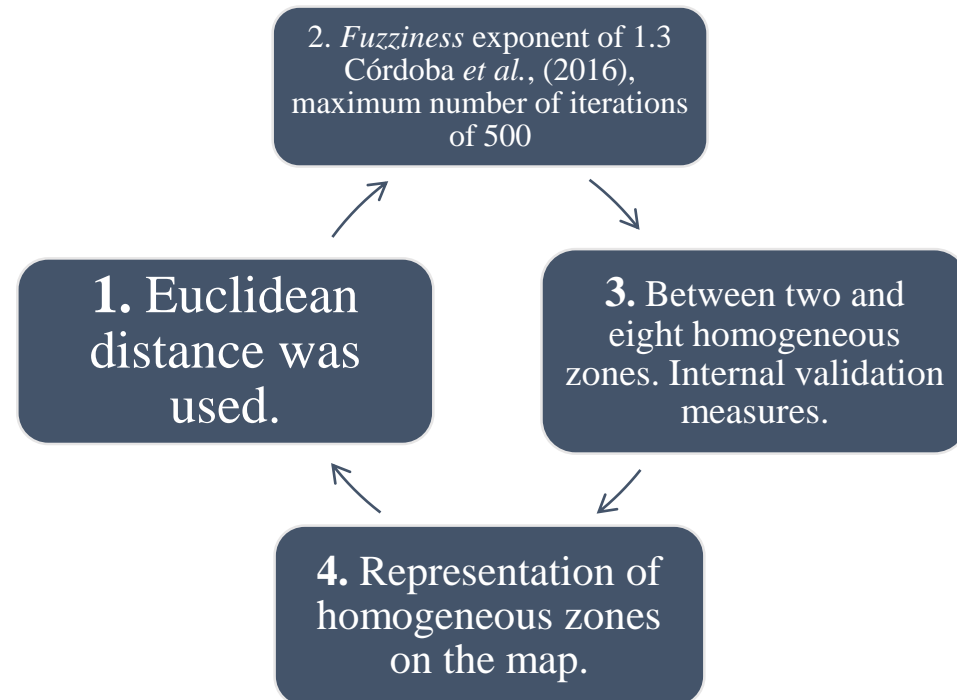 2. Fuzziness exponent of 1.3
Córdoba et al., (2016),
maximum number of iterations
of 500
1. Euclidean
distance was
used.
3. Between two and
eight homogeneous
zones. Internal validation
measures.
4. Representation of
homogeneous zones
on the map.